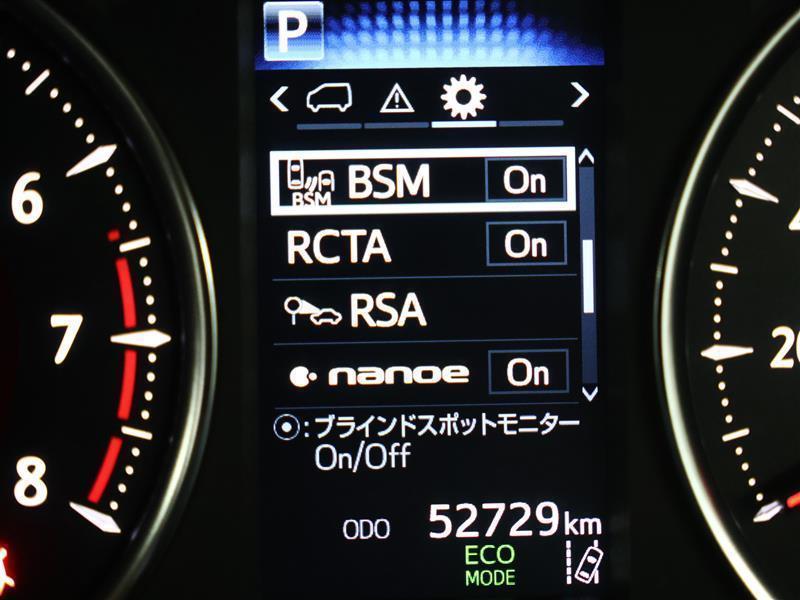 P
BSM
BSM On
RCTA On
RSA
nanoe On
: ブラインドスポットモニター
On/Off
ODO 52729km
ECO
MODE
6
7
8